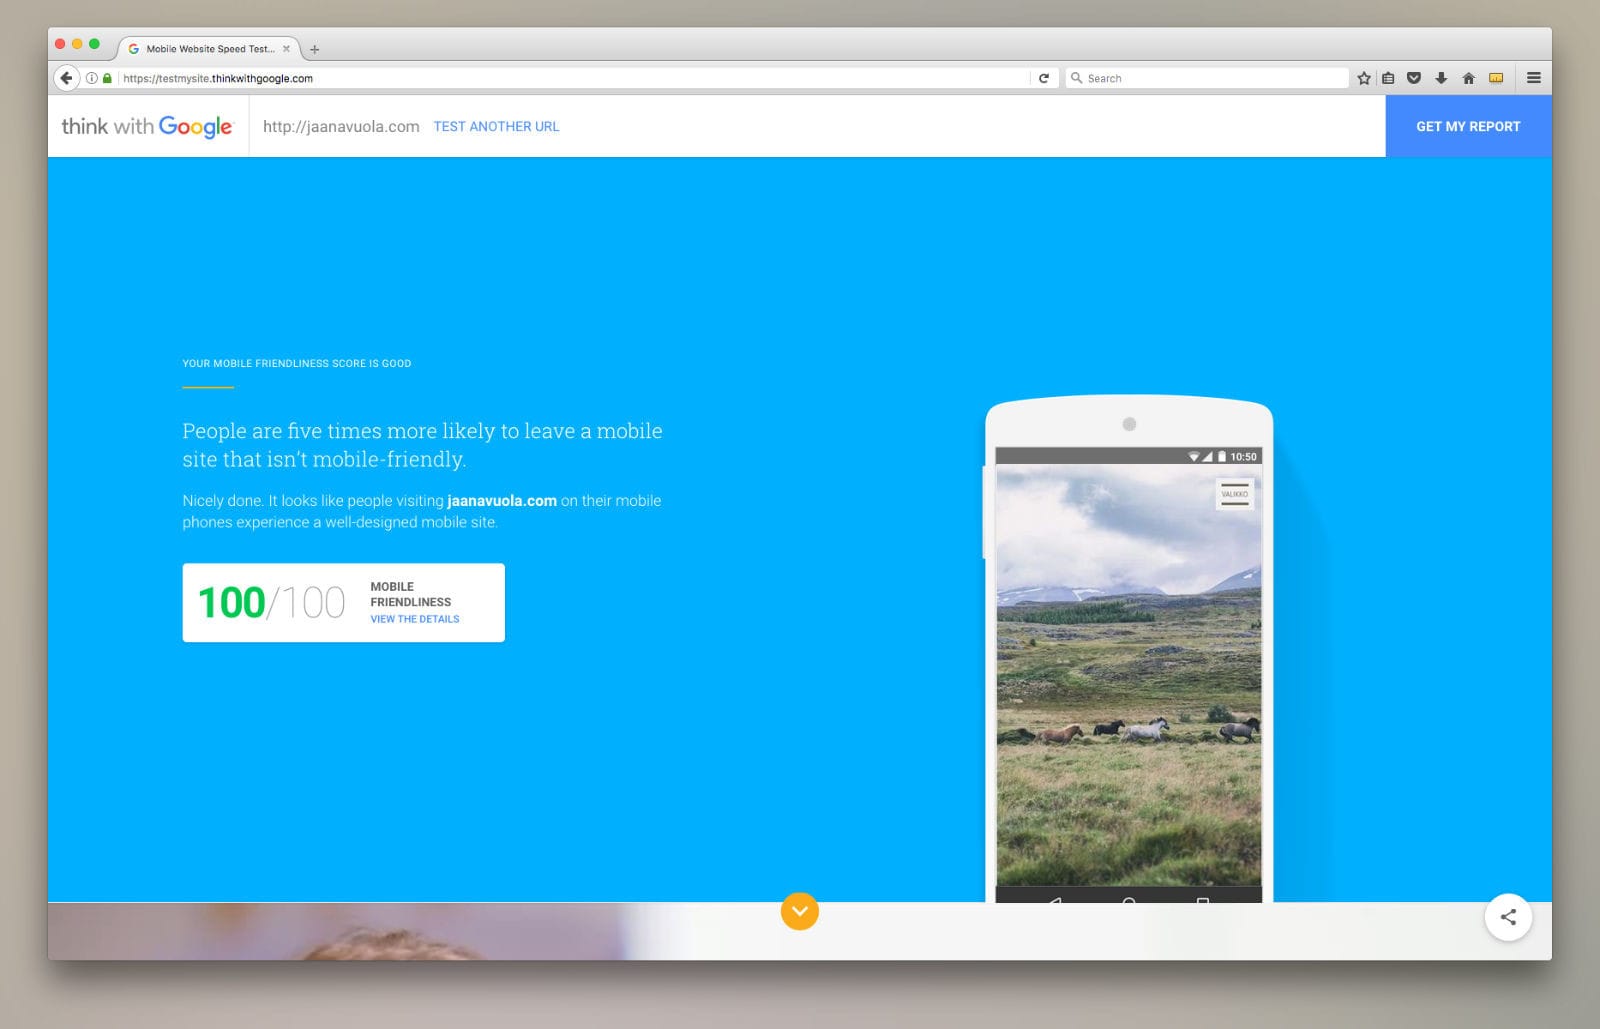 Mobile Website Speed Test...
https://testmysite.thinkwithgoogle.com
Search
think with Google
http://jaanavuola.com
TEST ANOTHER URL
GET MY REPORT
YOUR MOBILE FRIENDLINESS SCORE IS GOOD
People are five times more likely to leave a mobile
site that isn’t mobile-friendly.
Nicely done. It looks like people visiting jaanavuola.com on their mobile
phones experience a well-designed mobile site.
100/100
MOBILE
FRIENDLINESS
VIEW THE DETAILS
10:50
VALIKKO